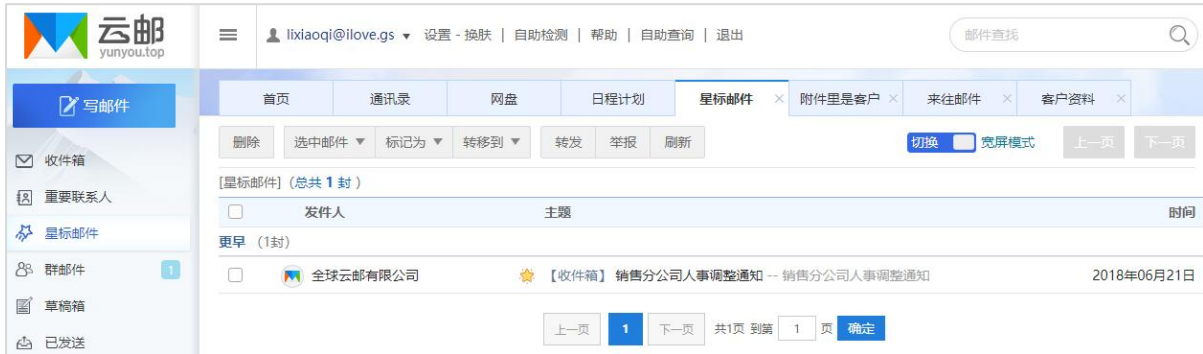 云邮
yunyou.top
lixiaoqi@ilove.gs 设置 - 换肤 | 自助检测 | 帮助 | 自助查询 | 退出
邮件查找
写邮件
收件箱
重要联系人
星标邮件
群邮件 1
草稿箱
已发送
首页 通讯录 网盘 日程计划 星标邮件 × 附件里是客户 × 来往邮件 × 客户资料 ×
删除 选中邮件 标记为 转移到 转发 举报 刷新 切换 宽屏模式 上一页 下一页
[星标邮件]（总共 1 封 ）
发件人 主题 时间
更早 （1封）
全球云邮有限公司 【收件箱】 销售分公司人事调整通知 -- 销售分公司人事调整通知 2018年06月21日
上一页 1 下一页 共1页 到第 1 页 确定